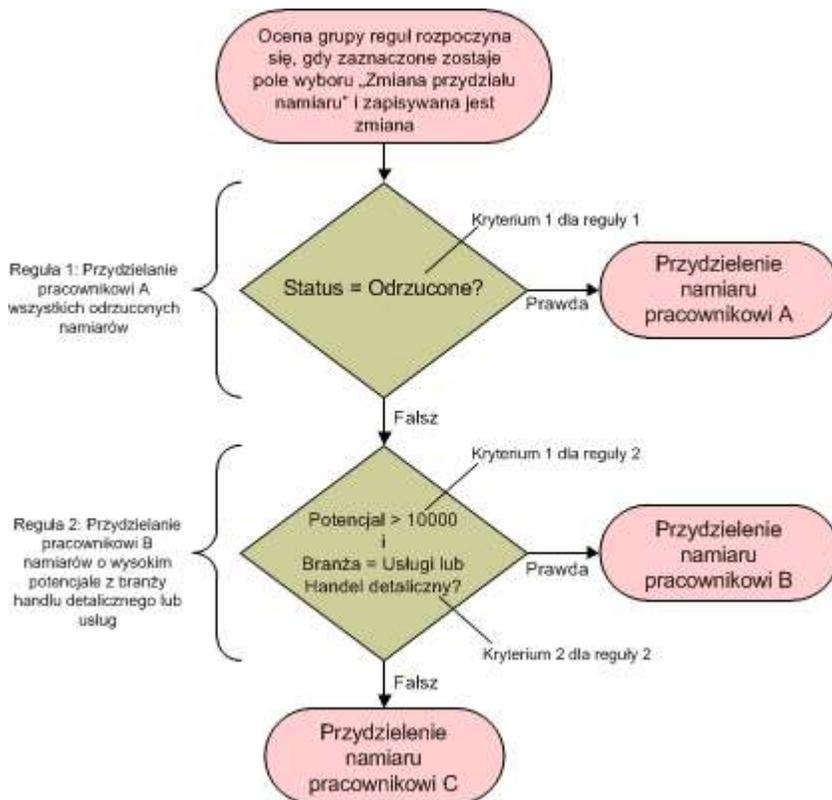 Ocena grupy reguł rozpoczyna
się, gdy zaznaczone zostaje
pole wyboru „Zmiana przydziału
namiaru” i zapisywana jest
zmiana
Kryterium 1 dla reguły 1
Reguła 1: Przydzielanie
pracownikowi A
wszystkich odrzuconych
namiarów
Status = Odrzucone?
Prawda
Przydzielenie
namiaru
pracownikowi A
Fałsz
Kryterium 1 dla reguły 2
Reguła 2: Przydzielanie
pracownikowi B
namiarów o wysokim
potencjale z branży
handlu detalicznego lub
usług
Potencjał > 10000
i
Branża = Usługi lub
Handel detaliczny?
Prawda
Przydzielenie
namiaru
pracownikowi B
Kryterium 2 dla reguły 2
Fałsz
Przydzielenie
namiaru
pracownikowi C